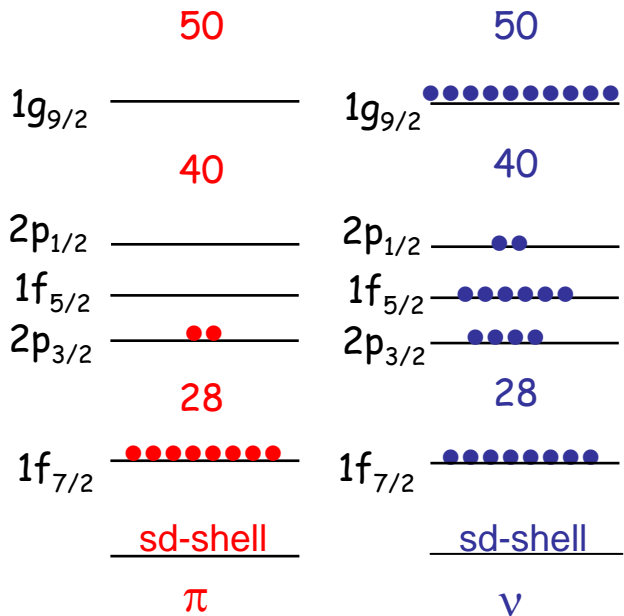 50 50
1g9/2 1g9/2
40 40
2p1/2 2p1/2
1f5/2 1f5/2
2p3/2 2p3/2
28 28
1f7/2 1f7/2
sd-shell sd-shell
π ν